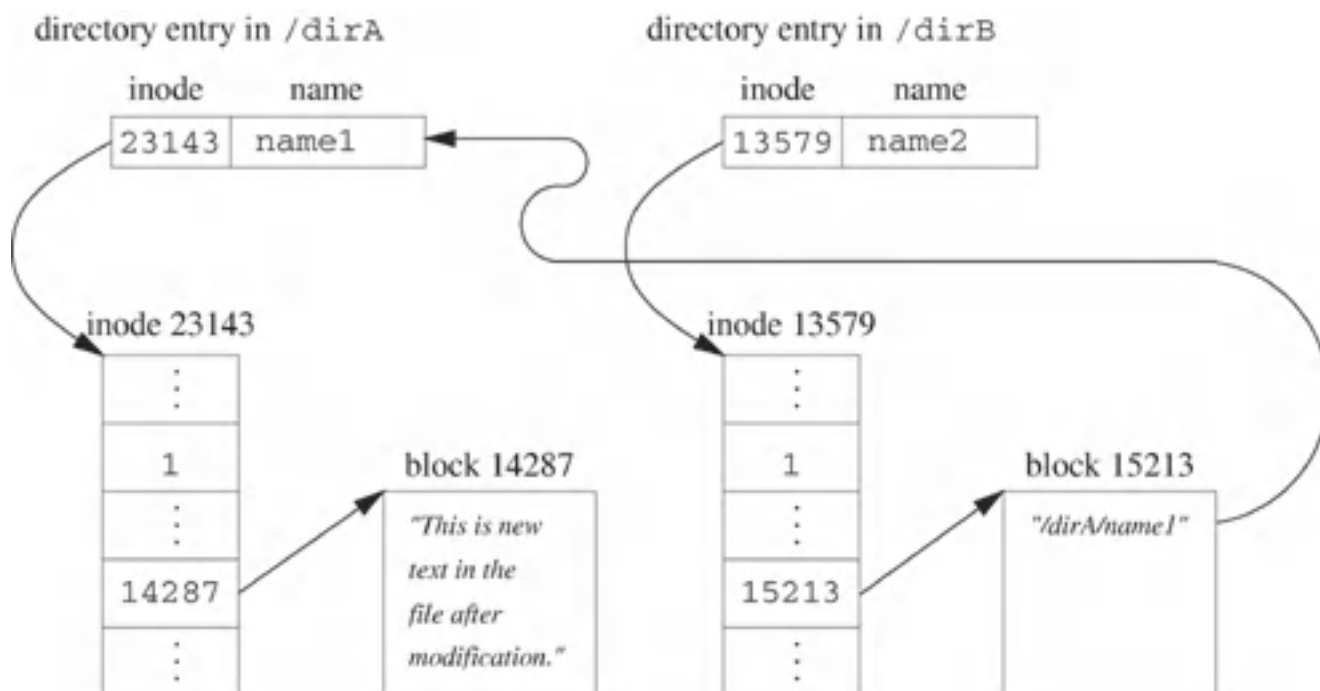 directory entry in /dirA
directory entry in /dirB
inode name
inode name
23143 name1
13579 name2
inode 23143
inode 13579
1
block 14287
1
block 15213
"This is new
text in the
file after
modification."
"/dirA/name1"
14287
15213